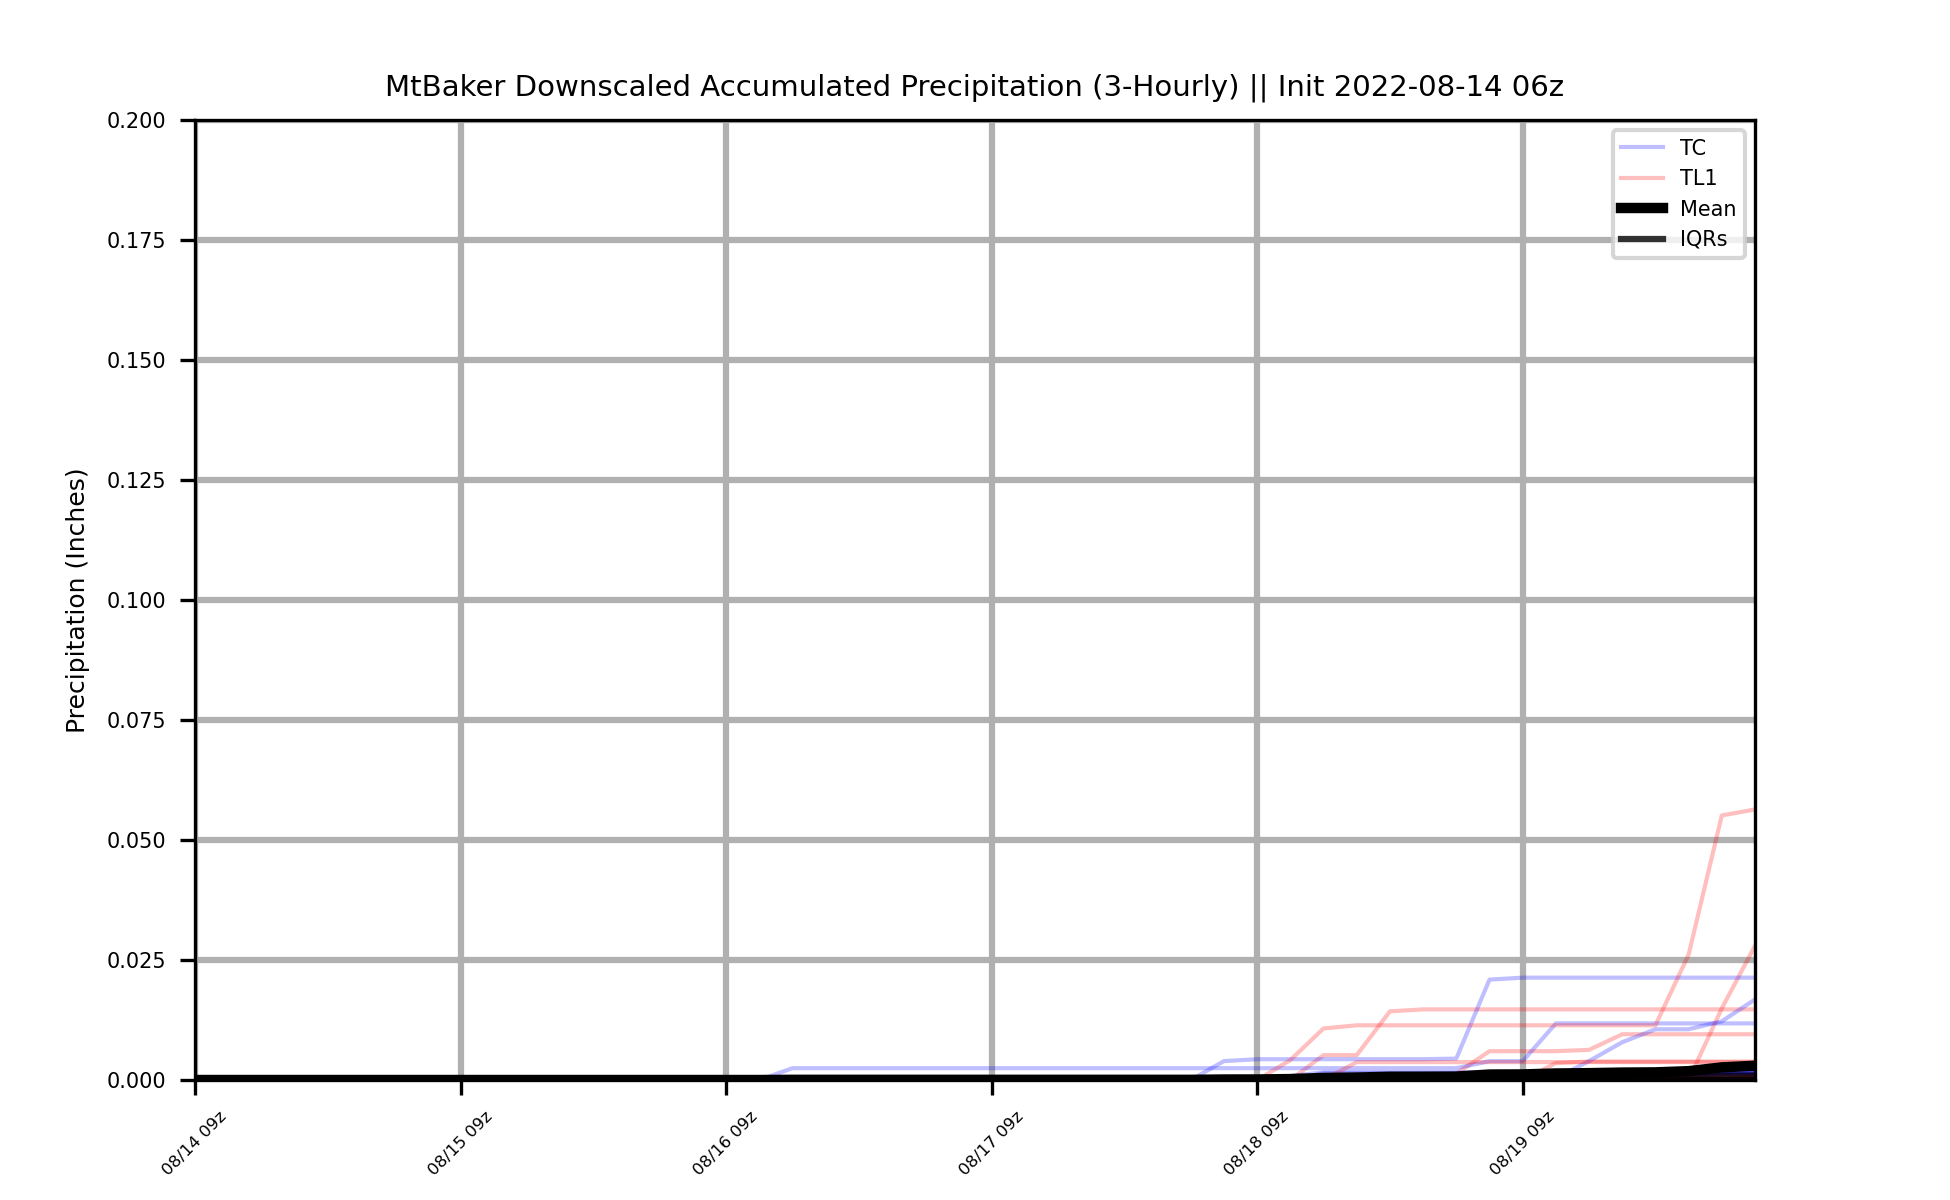 MtBaker Downscaled Accumulated Precipitation (3-Hourly) || Init 2022-08-14 06z
TC
TL1
Mean
IQRs
Precipitation (Inches)
0.200
0.175
0.150
0.125
0.100
0.075
0.050
0.025
0.000
08/14 09z
08/15 09z
08/16 09z
08/17 09z
08/18 09z
08/19 09z